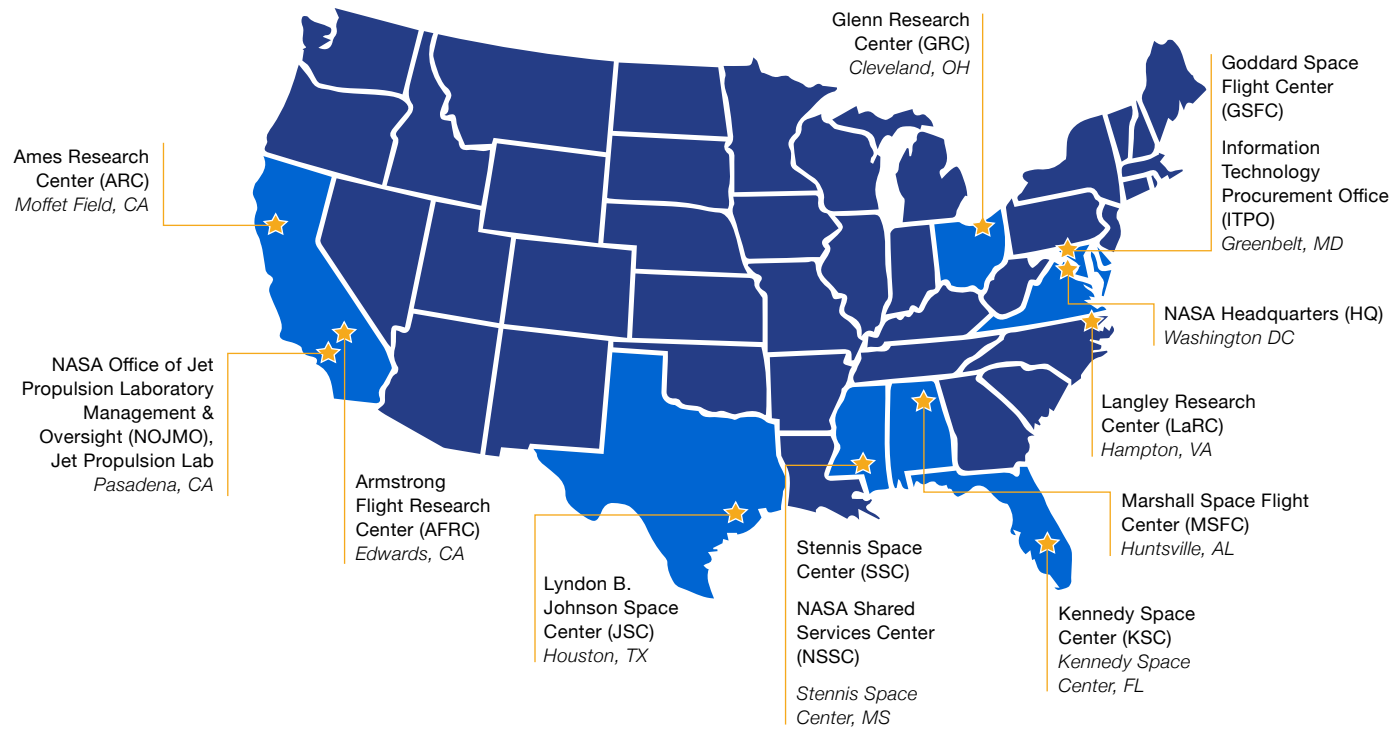 Glenn Research
Center (GRC)
Cleveland, OH
Goddard Space
Flight Center
(GSFC)
Information
Technology
Procurement Office
(ITPO)
Greenbelt, MD
Ames Research
Center (ARC)
Moffet Field, CA
NASA Headquarters (HQ)
Washington DC
NASA Office of Jet
Propulsion Laboratory
Management &
Oversight (NOJMO),
Jet Propulsion Lab
Pasadena, CA
Langley Research
Center (LaRC)
Hampton, VA
Armstrong
Flight Research
Center (AFRC)
Edwards, CA
Marshall Space Flight
Center (MSFC)
Huntsville, AL
Stennis Space
Center (SSC)
NASA Shared
Services Center
(NSSC)
Stennis Space
Center, MS
Lyndon B.
Johnson Space
Center (JSC)
Houston, TX
Kennedy Space
Center (KSC)
Kennedy Space
Center, FL